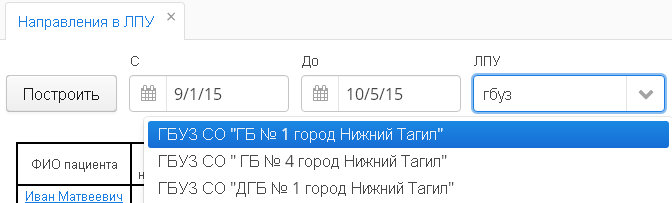 Направления в ЛПУ ×
С До ЛПУ
Построить 9/1/15 10/5/15 гбуз
ГБУЗ СО "ГБ № 1 город Нижний Тагил"
ГБУЗ СО " ГБ № 4 город Нижний Тагил"
ГБУЗ СО "ДГБ № 1 город Нижний Тагил"
ФИО пациента
Иван Матвеевич